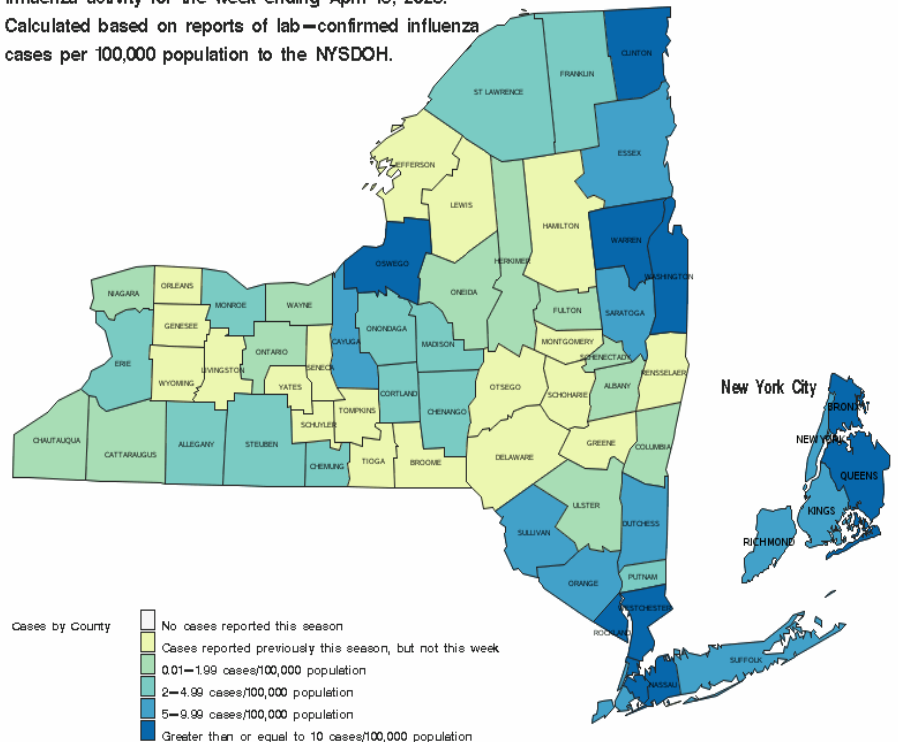 Calculated based on reports of lab-confirmed influenza
cases per 100,000 population to the NYSDOH.
CLINTON
FRANKLIN
ST LAWRENCE
ESSEX
JEFFERSON
LEWIS
HAMILTON
WARREN
HERKIMER
OSWEGO
WASHINGTON
ONEIDA
NIAGARA
ORLEANS
MONROE
WAYNE
FULTON
SARATOGA
GENESEE
ONONDAGA
CAYUGA
MADISON
MONTGOMERY
ONTARIO
SCHENECTADY
ERIE
LIVINGSTON
SENECA
RENSSELAER
WYOMING
YATES
OTSEGO
ALBANY
SCHOHARIE
CORTLAND
New York City
TOMPKINS
CHENANGO
BRONX
SCHUYLER
CHAUTAUQUA
CATTARAUGUS
ALLEGANY
STEUBEN
GREENE
COLUMBIA
NEW YORK
CHEMUNG
TIOGA
BROOME
DELAWARE
QUEENS
ULSTER
KINGS
SULLIVAN
DUTCHESS
RICHMOND
ORANGE
PUTNAM
WESTCHESTER
ROCKLAND
SUFFOLK
NASSAU
Cases by County
No cases reported this season
Cases reported previously this season, but not this week
0.01-1.99 cases/100,000 population
2-4.99 cases/100,000 population
5-9.99 cases/100,000 population
Greater than or equal to 10 cases/100,000 population